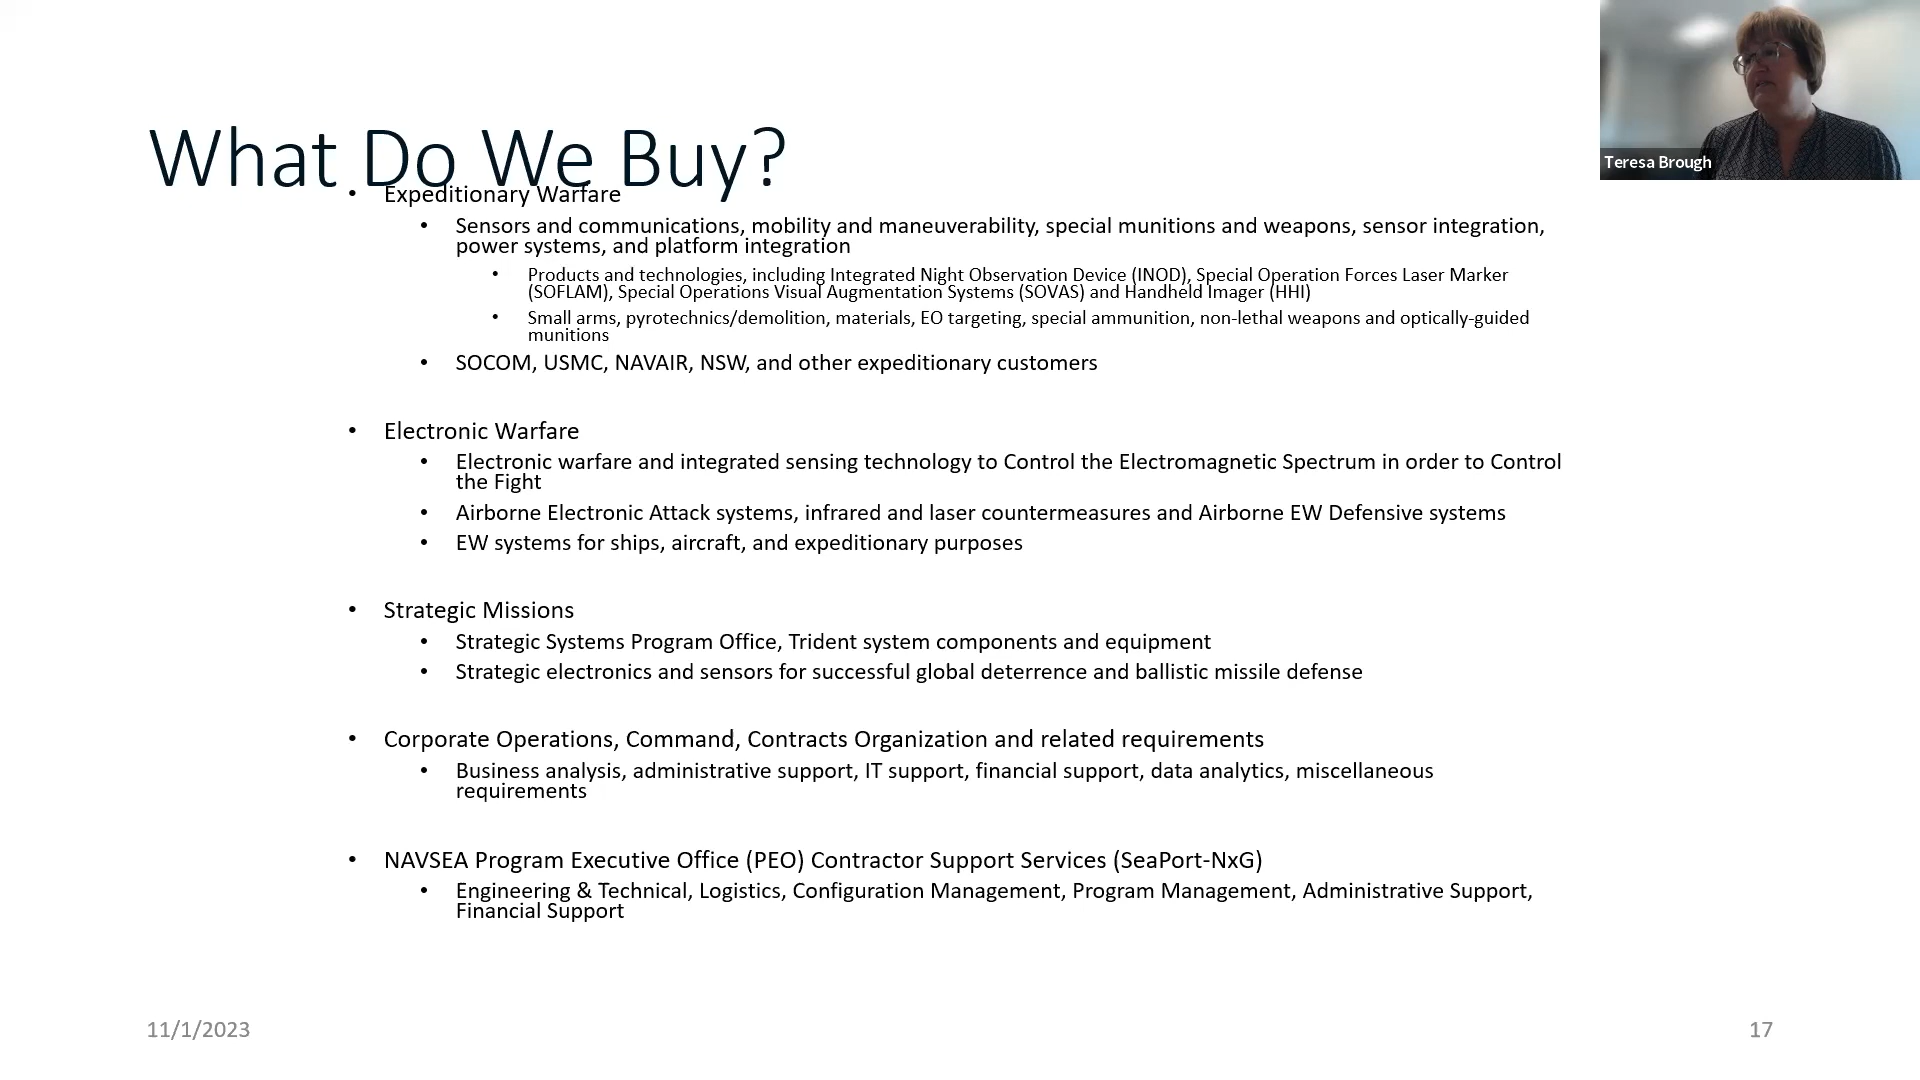 What Do We Buy?
• Expeditionary Warfare
• Sensors and communications, mobility and maneuverability, special munitions and weapons, sensor integration,
power systems, and platform integration
• Products and technologies, including Integrated Night Observation Device (INOD), Special Operation Forces Laser Marker
(SOFLAM), Special Operations Visual Augmentation Systems (SOVAS) and Handheld Imager (HHI)
• Small arms, pyrotechnics/demolition, materials, EO targeting, special ammunition, non-lethal weapons and optically-guided
munitions
• SOCOM, USMC, NAVAIR, NSW, and other expeditionary customers
• Electronic Warfare
• Electronic warfare and integrated sensing technology to Control the Electromagnetic Spectrum in order to Control
the Fight
• Airborne Electronic Attack systems, infrared and laser countermeasures and Airborne EW Defensive systems
• EW systems for ships, aircraft, and expeditionary purposes
• Strategic Missions
• Strategic Systems Program Office, Trident system components and equipment
• Strategic electronics and sensors for successful global deterrence and ballistic missile defense
• Corporate Operations, Command, Contracts Organization and related requirements
• Business analysis, administrative support, IT support, financial support, data analytics, miscellaneous
requirements
• NAVSEA Program Executive Office (PEO) Contractor Support Services (SeaPort-NxG)
• Engineering & Technical, Logistics, Configuration Management, Program Management, Administrative Support,
Financial Support
11/1/2023
17
Teresa Brough